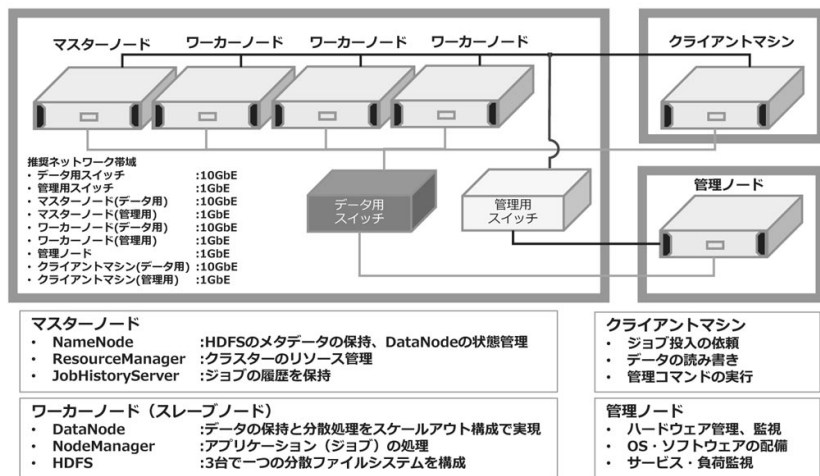 マスターノード
ワーカーノード
ワーカーノード
ワーカーノード
クライアントマシン
推奨ネットワーク帯域
・ データ用スイッチ :10GbE
・ 管理用スイッチ :1GbE
・ マスターノード(データ用) :10GbE
・ マスターノード(管理用) :1GbE
・ ワーカーノード(データ用) :10GbE
・ ワーカーノード(管理用) :1GbE
・ 管理ノード :1GbE
・ クライアントマシン(データ用) :10GbE
・ クライアントマシン(管理用) :1GbE
データ用
スイッチ
管理用
スイッチ
管理ノード
マスターノード
・ NameNode :HDFSのメタデータの保持、DataNodeの状態管理
・ ResourceManager :クラスターのリソース管理
・ JobHistoryServer :ジョブの履歴を保持
クライアントマシン
・ ジョブ投入の依頼
・ データの読み書き
・ 管理コマンドの実行
ワーカーノード（スレーブノード）
・ DataNode :データの保持と分散処理をスケールアウト構成で実現
・ NodeManager :アプリケーション（ジョブ）の処理
・ HDFS :3台で一つの分散ファイルシステムを構成
管理ノード
・ ハードウェア管理、監視
・ OS・ソフトウェアの配備
・ サービス・負荷監視